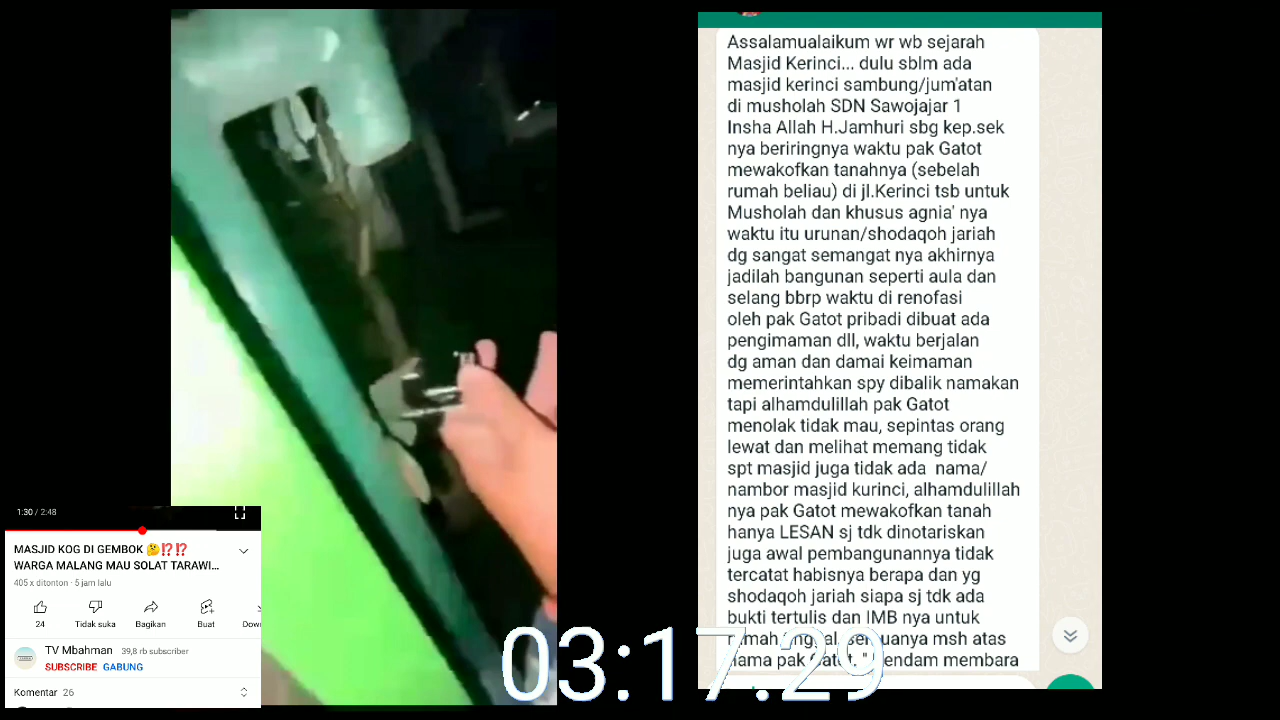 Assalamualaikum wr wb sejarah
Masjid Kerinci... dulu sblm ada
masjid kerinci sambung/jum'atan
di musholah SDN Sawojajar 1
Insha Allah H.Jamhuri sbg kep.sek
nya beriringnya waktu pak Gatot
mewakofkan tanahnya (sebelah
rumah beliau) di jl.Kerinci tsb untuk
Musholah dan khusus agnia' nya
waktu itu urunan/shodaqoh jariah
dg sangat semangat nya akhirnya
jadilah bangunan seperti aula dan
selang bbrp waktu di renofasi
oleh pak Gatot pribadi dibuat ada
pengimaman dll, waktu berjalan
dg aman dan damai keimaman
memerintahkan spy dibalik namakan
tapi alhamdulillah pak Gatot
menolak tidak mau, sepintas orang
lewat dan melihat memang tidak
spt masjid juga tidak ada nama/
nambor masjid kurinci, alhamdulillah
nya pak Gatot mewakofkan tanah
hanya LESAN sj tdk dinotariskan
juga awal pembangunannya tidak
tercatat habisnya berapa dan yg
shodaqoh jariah siapa sj tdk ada
bukti tertulis dan IMB nya untuk
msh atas
nama pak membara
1:30 / 2:48
MASJID KOG DI GEMBOK 🤔⁉️⁉️
WARGA MALANG MAU SOLAT TARAWI...
405 x ditonton · 5 jam lalu
24
Tidak suka
Bagikan
Buat
TV Mbahman 39,8 rb subscriber
SUBSCRIBE GABUNG
Komentar 26
03:17:29